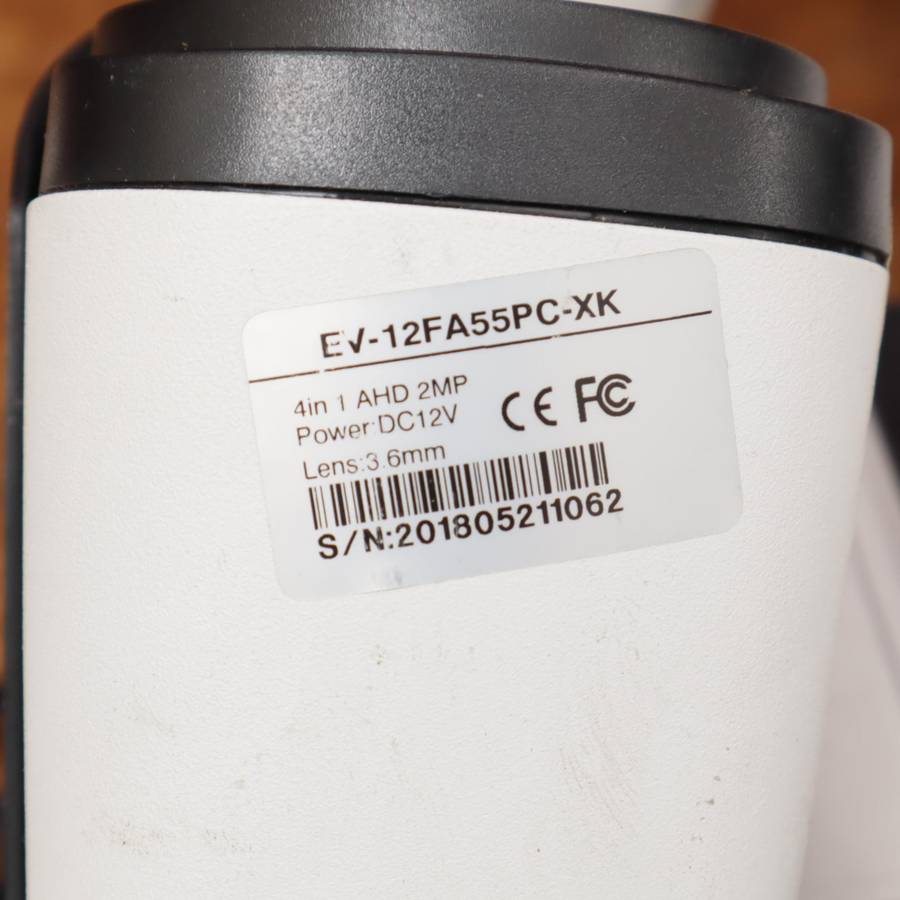 EV-12FA55PC-XK
4in 1 AHD 2MP
Power:DC12V
CE FC
Lens:3.6mm
S/N:201805211062